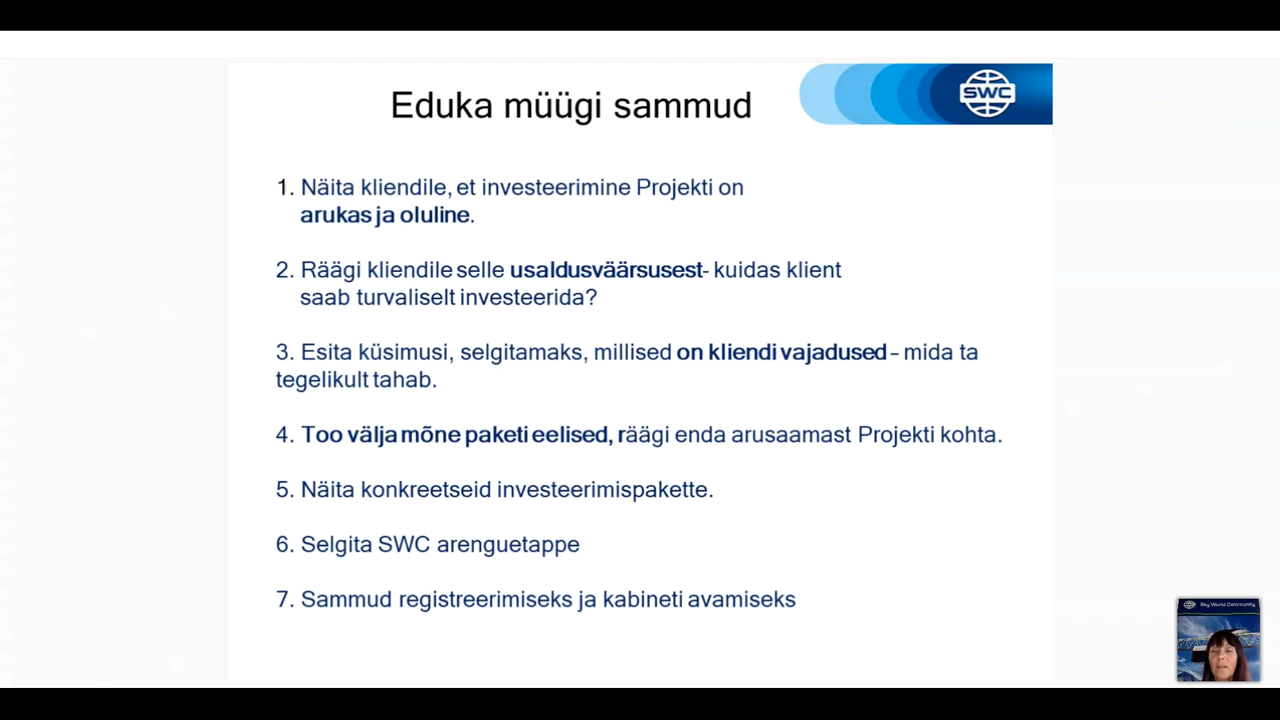 Eduka müügi sammud
SWC
1. Näita kliendile, et investeerimine Projekti on
arukas ja oluline.
2. Räägi kliendile selle usaldusväärsusest- kuidas klient
saab turvaliselt investeerida?
3. Esita küsimusi, selgitamaks, millised on kliendi vajadused – mida ta
tegelikult tahab.
4. Too välja mõne paketi eelised, räägi enda arusaamast Projekti kohta.
5. Näita konkreetseid investeerimispakette.
6. Selgita SWC arenguetappe
7. Sammud registreerimiseks ja kabineti avamiseks
Sky World Community